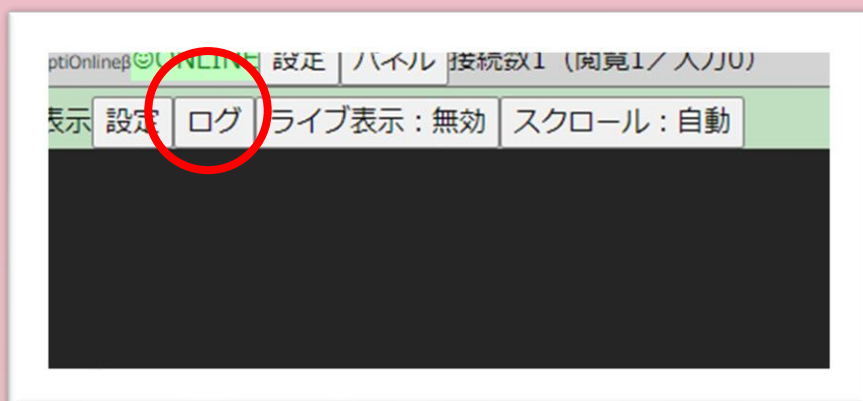 ptiOnlineβ☺ONLINE 設定 パネル 接続数1（閲覧1／入力0）
表示 設定 ログ ライブ表示：無効 スクロール：自動